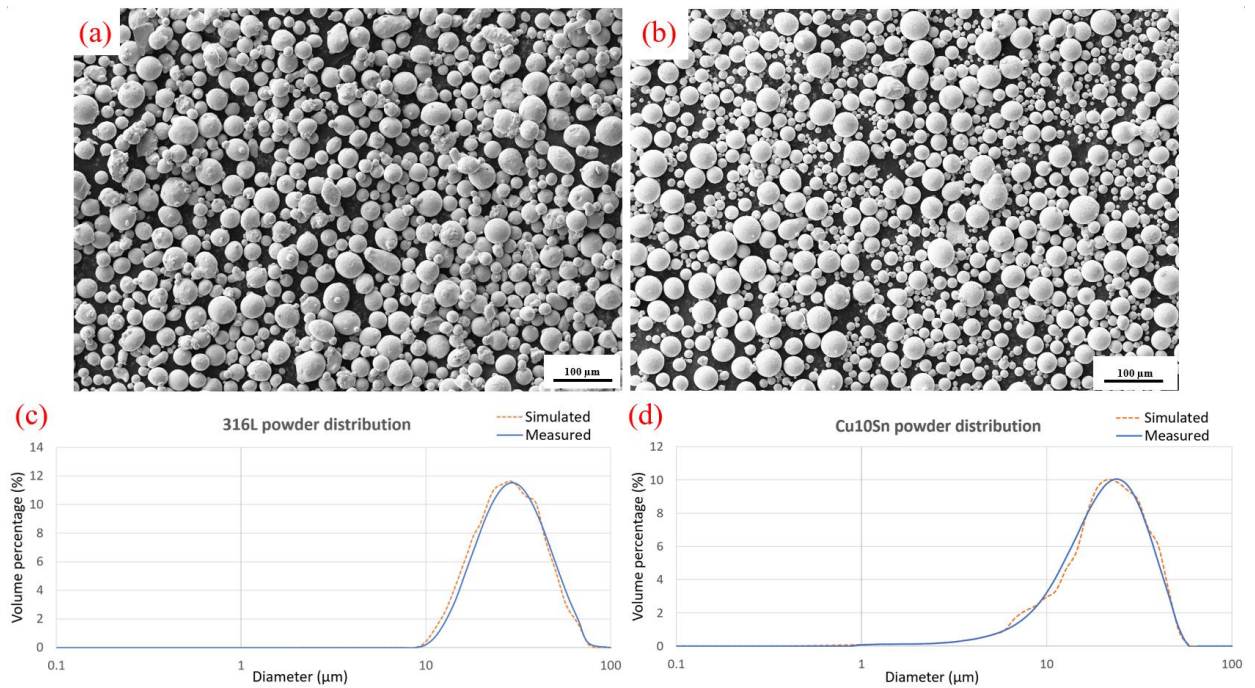 (a)
(b)
100 µm
100 µm
(c)
316L powder distribution
Simulated
Measured
Volume percentage (%)
14
12
10
8
6
4
2
0
0.1
1
10
100
Diameter (µm)
(d)
Cu10Sn powder distribution
Simulated
Measured
Volume percentage (%)
12
10
8
6
4
2
0
0.1
1
10
100
Diameter (µm)